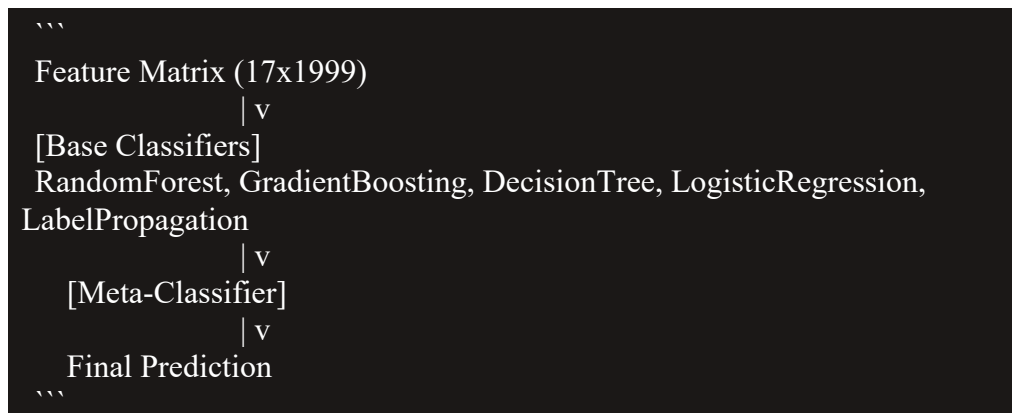 ```
Feature Matrix (17x1999)
| v
[Base Classifiers]
RandomForest, GradientBoosting, DecisionTree, LogisticRegression,
LabelPropagation
| v
[Meta-Classifier]
| v
Final Prediction
```